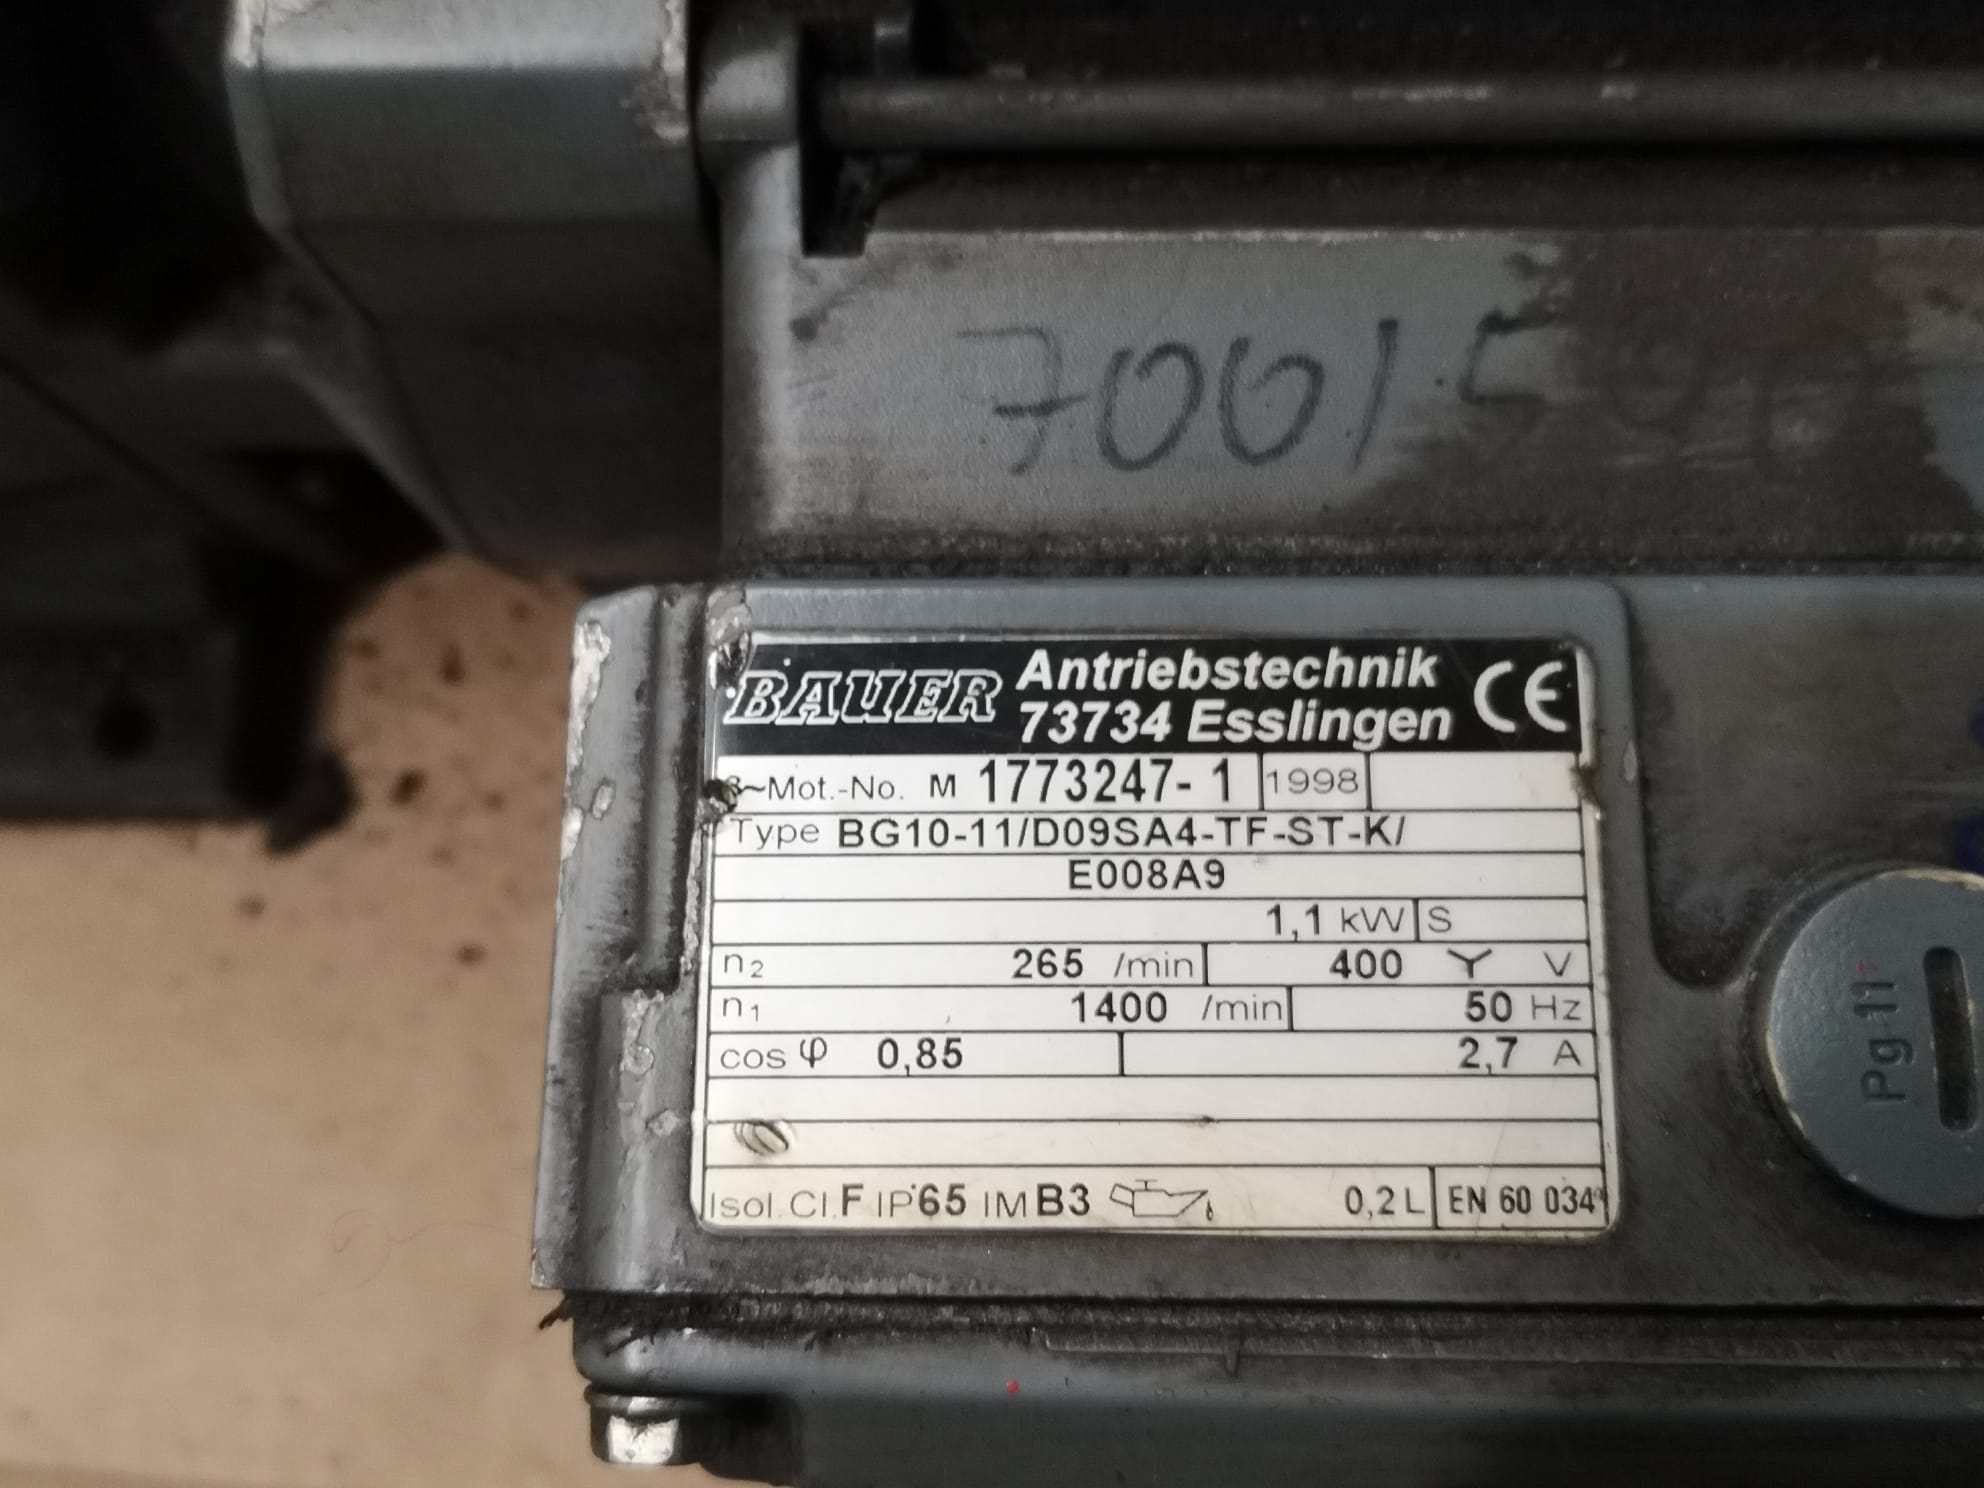 70015
BAUER Antriebstechnik
73734 Esslingen CE
3~Mot.-No. M 1773247-1 1998
Type BG10-11/D09SA4-TF-ST-K/
E008A9
1,1 kW S
n2 265 /min 400 Y V
n1 1400 /min 50 Hz
cos φ 0,85 2,7 A
Isol.Cl.F IP65 IM B3 0,2 L EN 60 034
Pg 11